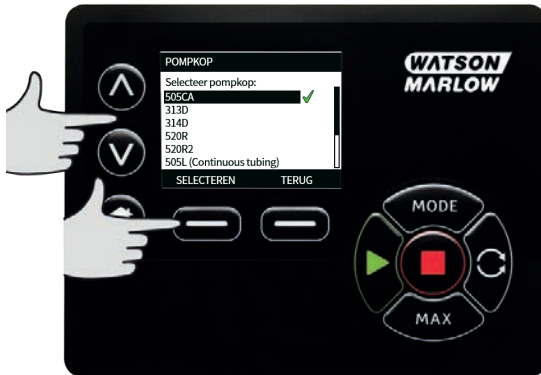 POMPKOP
Selecteer pompkop:
505CA
313D
314D
520R
520R2
505L (Continuous tubing)
SELECTEREN TERUG
WATSON
MARLOW
MODE
MAX